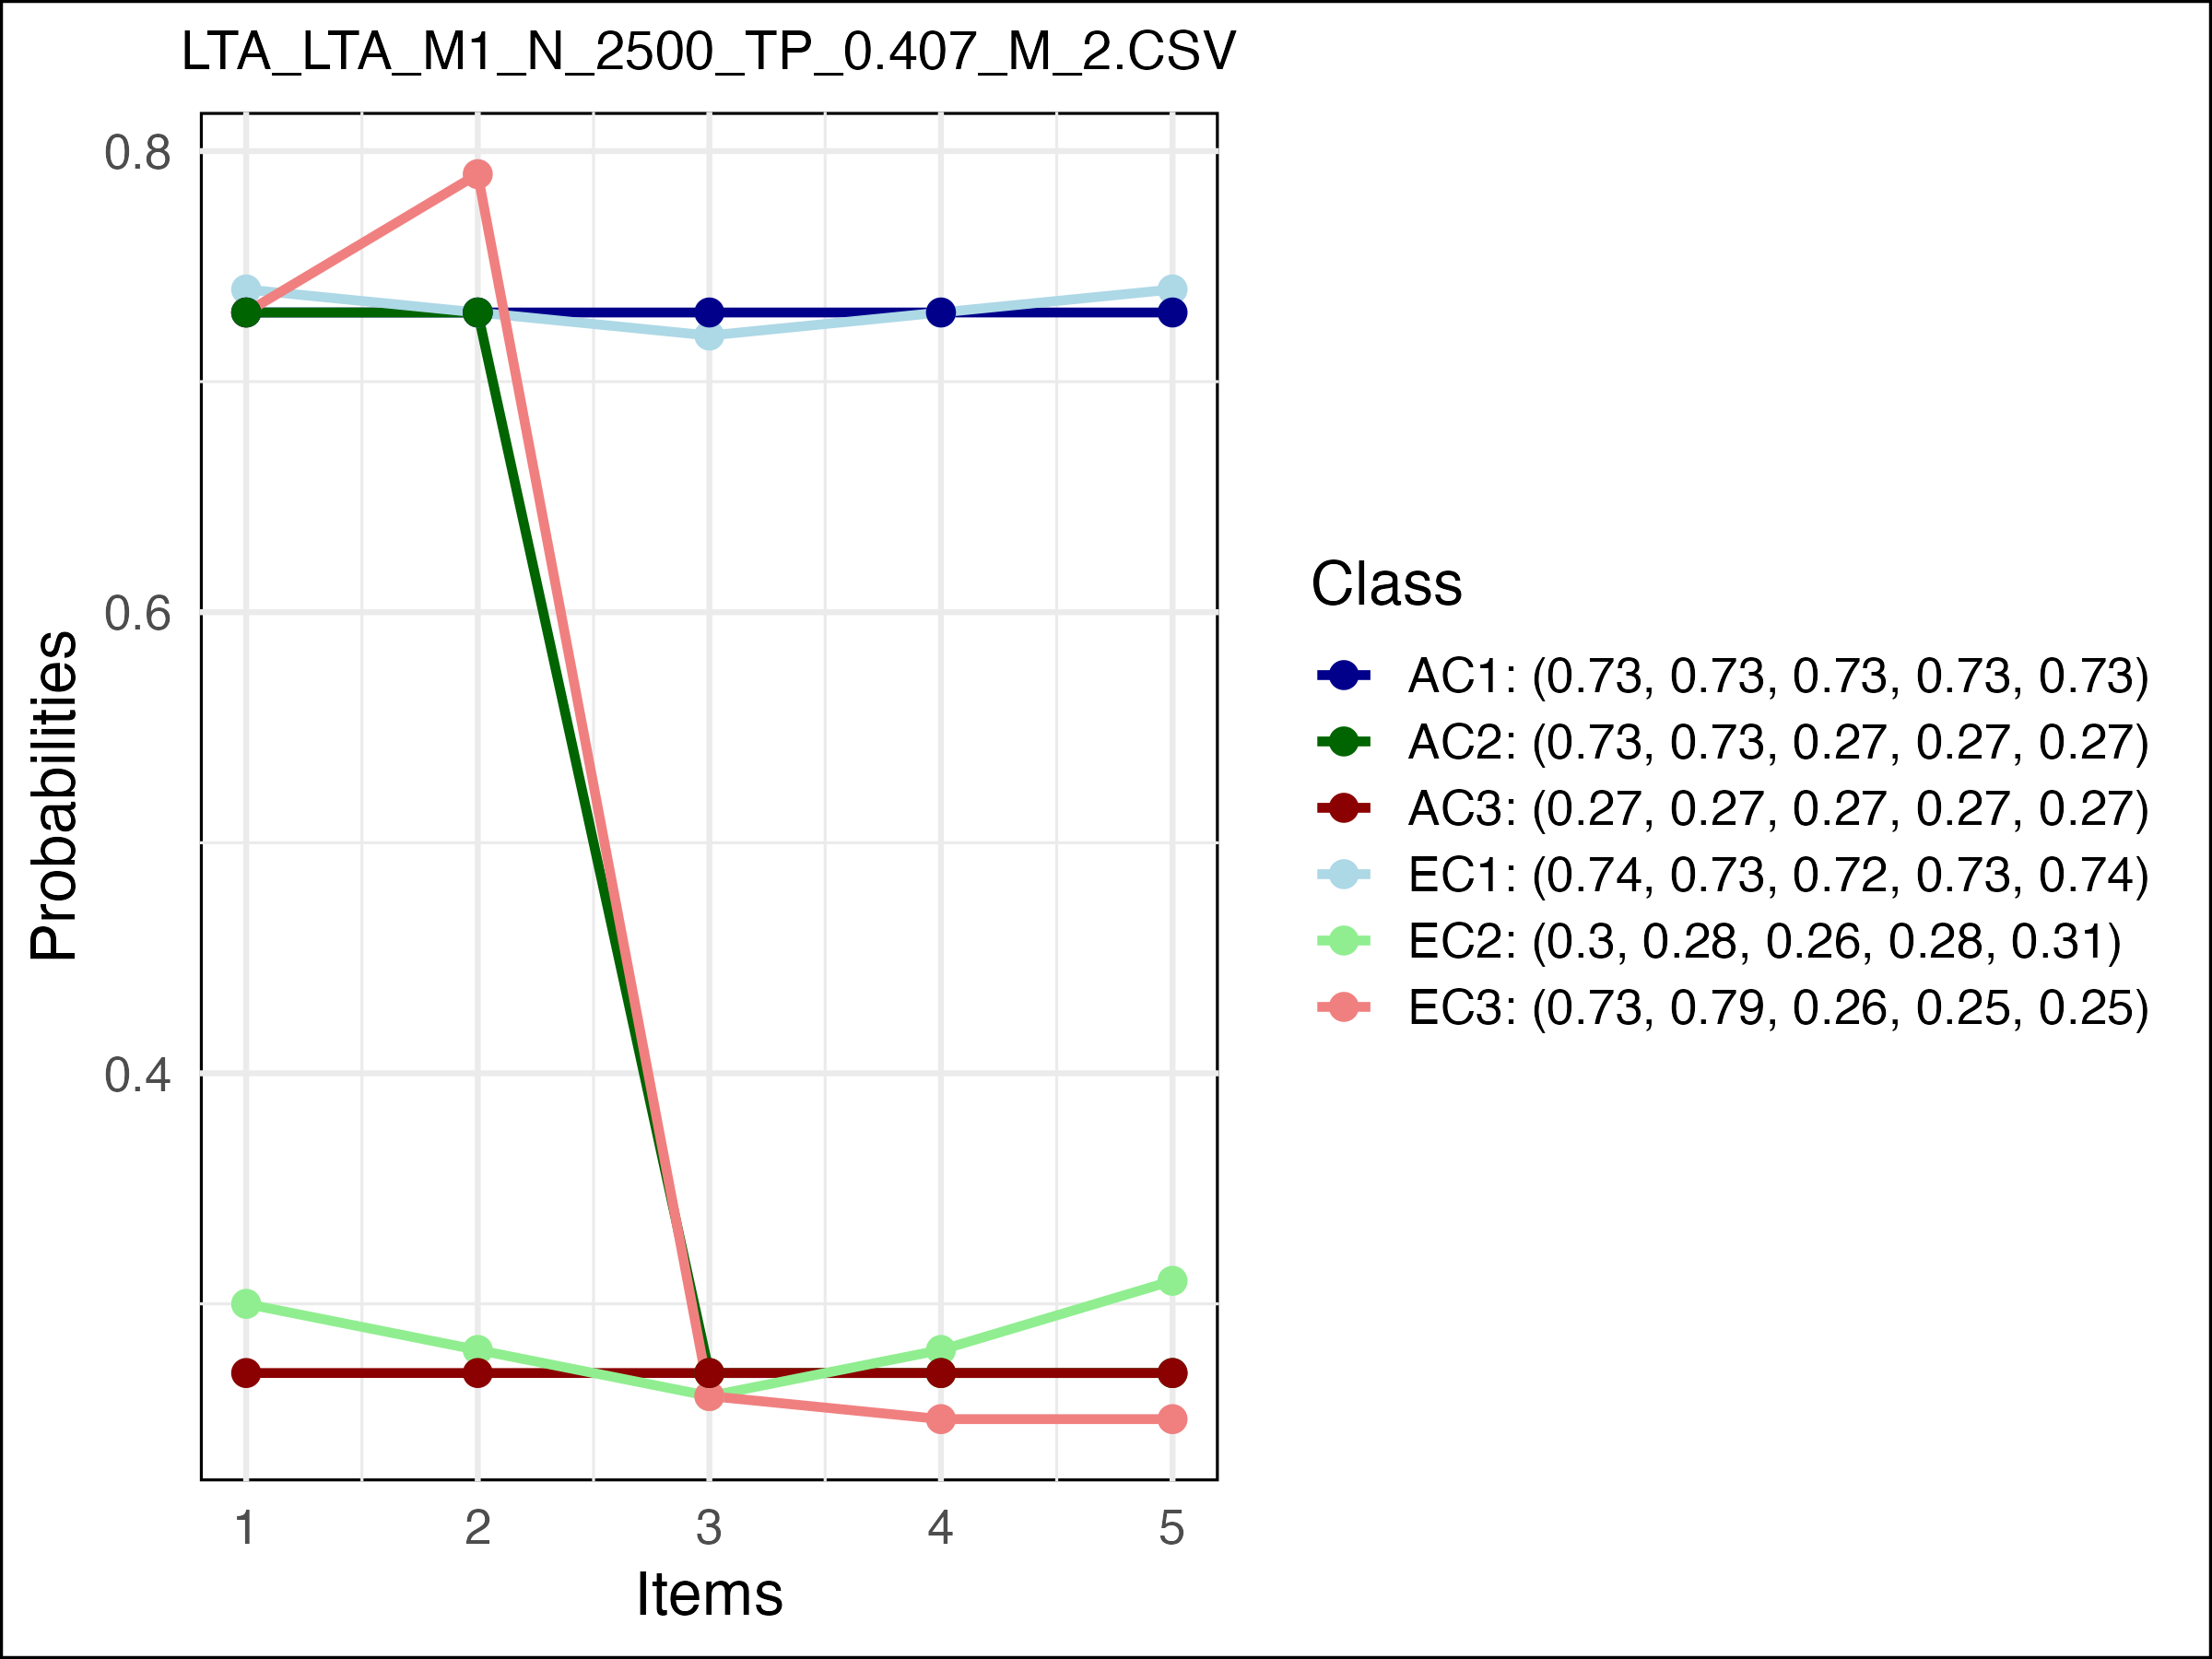 LTA_LTA_M1_N_2500_TP_0.407_M_2.CSV
0.8
0.6
0.4
Probabilities
1 2 3 4 5
Items
Class
AC1: (0.73, 0.73, 0.73, 0.73, 0.73)
AC2: (0.73, 0.73, 0.27, 0.27, 0.27)
AC3: (0.27, 0.27, 0.27, 0.27, 0.27)
EC1: (0.74, 0.73, 0.72, 0.73, 0.74)
EC2: (0.3, 0.28, 0.26, 0.28, 0.31)
EC3: (0.73, 0.79, 0.26, 0.25, 0.25)